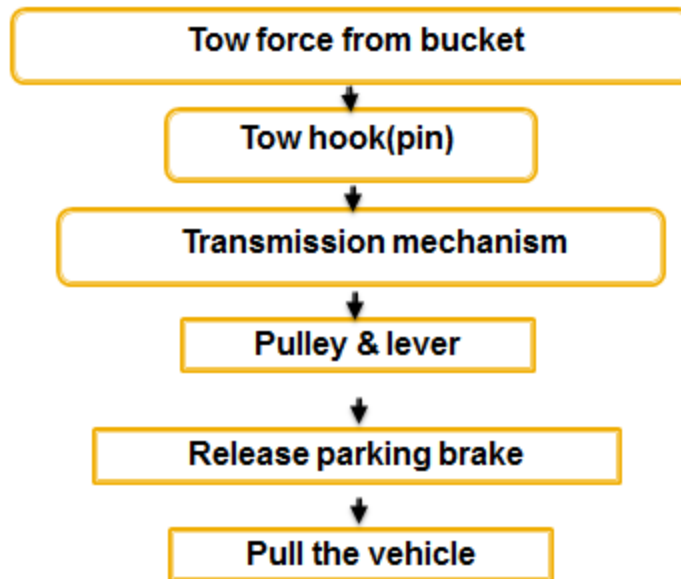 Tow force from bucket
Tow hook(pin)
Transmission mechanism
Pulley & lever
Release parking brake
Pull the vehicle